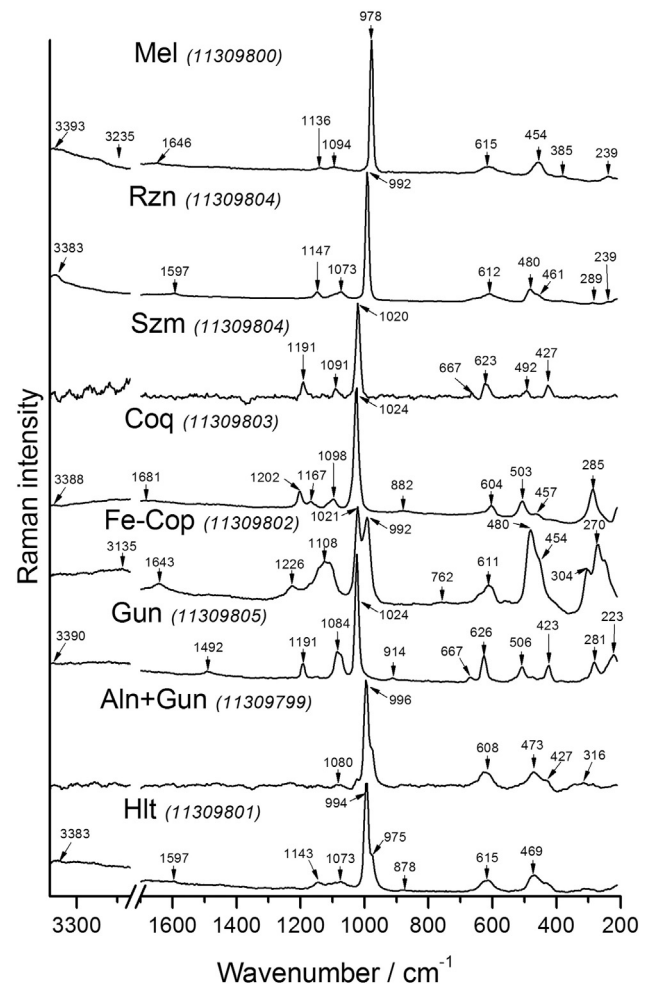 978
Mel (11309800)
3393 3235 1646 1136 1094 615 454 385 239
Rzn (11309804)
992
3383 1597 1147 1073 612 480 461 289 239
Szm (11309804)
1020
1191 1091 667 623 492 427
Coq (11309803)
1024
3388 1681 1202 1167 1098 882 604 503 457 285
Fe-Cop (11309802)
1021 992 480 454 270
3135 1643 1226 1108 762 611 304
Gun (11309805)
1024
3390 1492 1191 1084 914 667 626 506 423 281 223
Aln+Gun (11309799)
996
1080 608 473 427 316
Hlt (11309801)
994 975
3383 1597 1143 1073 878 615 469
3300 1600 1400 1200 1000 800 600 400 200
Wavenumber / cm⁻¹
Raman intensity